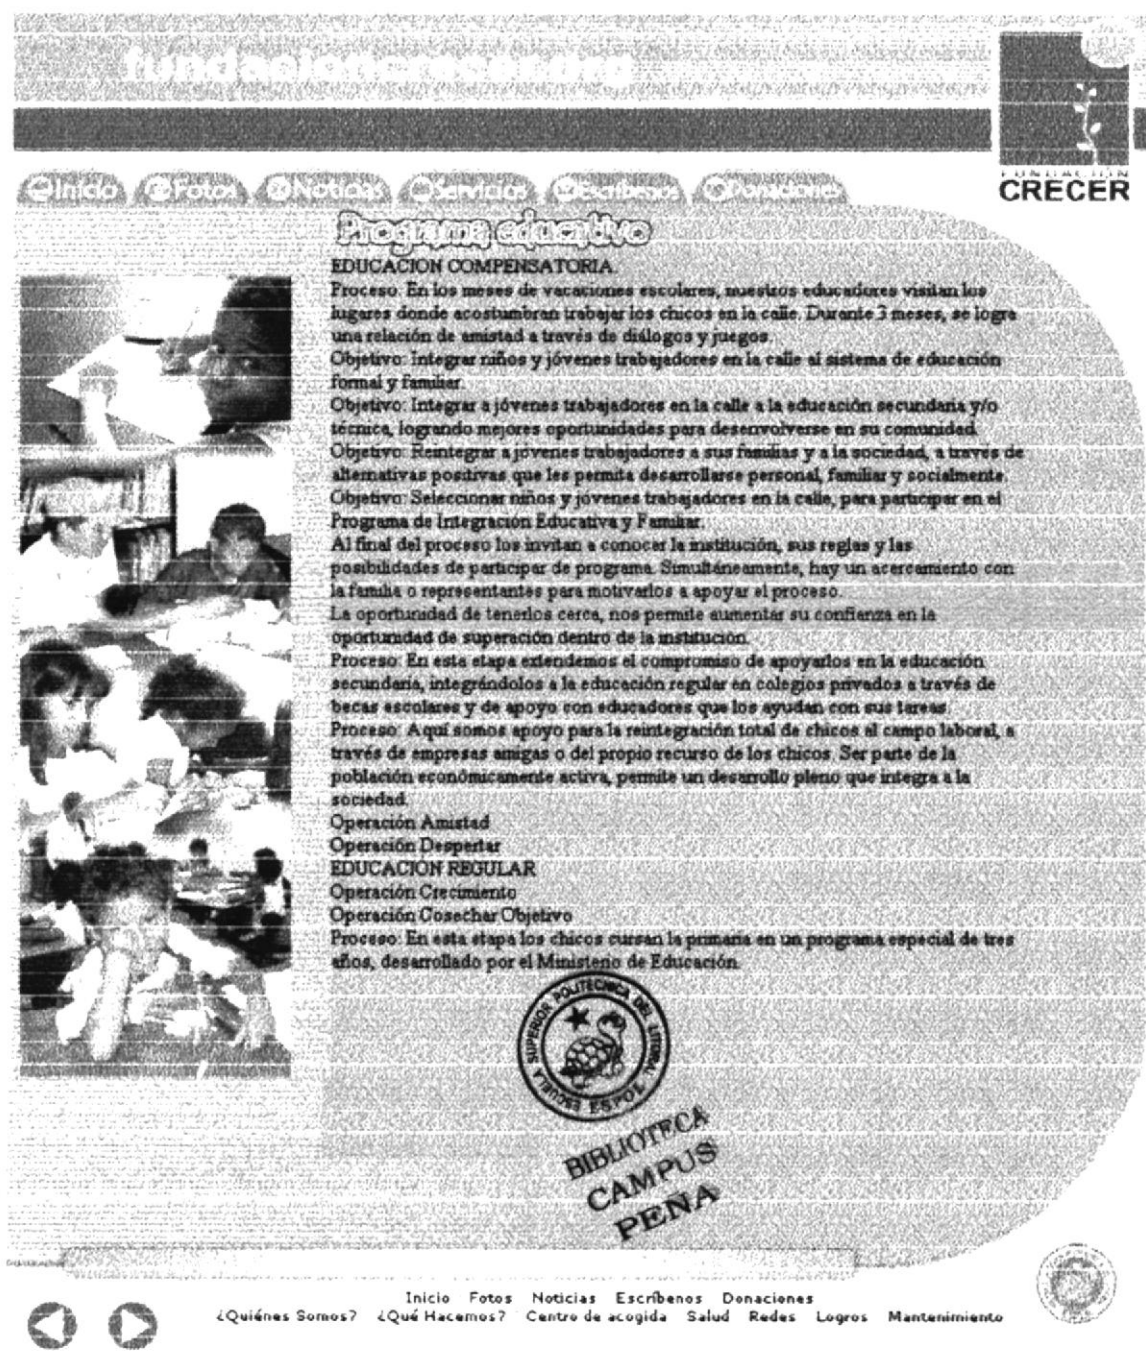 fundacioncrecer.org
FUNDACIÓN
CRECER
Inicio Fotos Noticias Servicios Escríbenos Donaciones
Programa educativo
EDUCACION COMPENSATORIA.
Proceso: En los meses de vacaciones escolares, nuestros educadores visitan los
lugares donde acostumbran trabajar los chicos en la calle. Durante 3 meses, se logra
una relación de amistad a través de diálogos y juegos.
Objetivo: Integrar niños y jóvenes trabajadores en la calle al sistema de educación
formal y familiar.
Objetivo: Integrar a jóvenes trabajadores en la calle a la educación secundaria y/o
técnica, logrando mejores oportunidades para desenvolverse en su comunidad.
Objetivo: Reintegrar a jóvenes trabajadores a sus familias y a la sociedad, a través de
alternativas positivas que les permita desarrollarse personal, familiar y socialmente.
Objetivo: Seleccionar niños y jóvenes trabajadores en la calle, para participar en el
Programa de Integración Educativa y Familiar.
Al final del proceso los invitan a conocer la institución, sus reglas y las
posibilidades de participar de programa. Simultáneamente, hay un acercamiento con
la familia o representantes para motivarlos a apoyar el proceso.
La oportunidad de tenerlos cerca, nos permite aumentar su confianza en la
oportunidad de superación dentro de la institución.
Proceso: En esta etapa extendemos el compromiso de apoyarlos en la educación
secundaria, integrándolos a la educación regular en colegios privados a través de
becas escolares y de apoyo con educadores que los ayudan con sus tareas.
Proceso: Aquí somos apoyo para la reintegración total de chicos al campo laboral, a
través de empresas amigas o del propio recurso de los chicos. Ser parte de la
población económicamente activa, permite un desarrollo pleno que integra a la
sociedad.
Operación Amistad
Operación Despertar
EDUCACIÓN REGULAR
Operación Crecimiento
Operación Cosechar Objetivo
Proceso: En esta etapa los chicos cursan la primaria en un programa especial de tres
años, desarrollado por el Ministerio de Educación.
ESCUELA SUPERIOR POLITECNICA DEL LITORAL
ESPOL
BIBLIOTECA
CAMPUS
PEÑA
Inicio Fotos Noticias Escríbenos Donaciones
¿Quiénes Somos? ¿Qué Hacemos? Centro de acogida Salud Redes Logros Mantenimiento